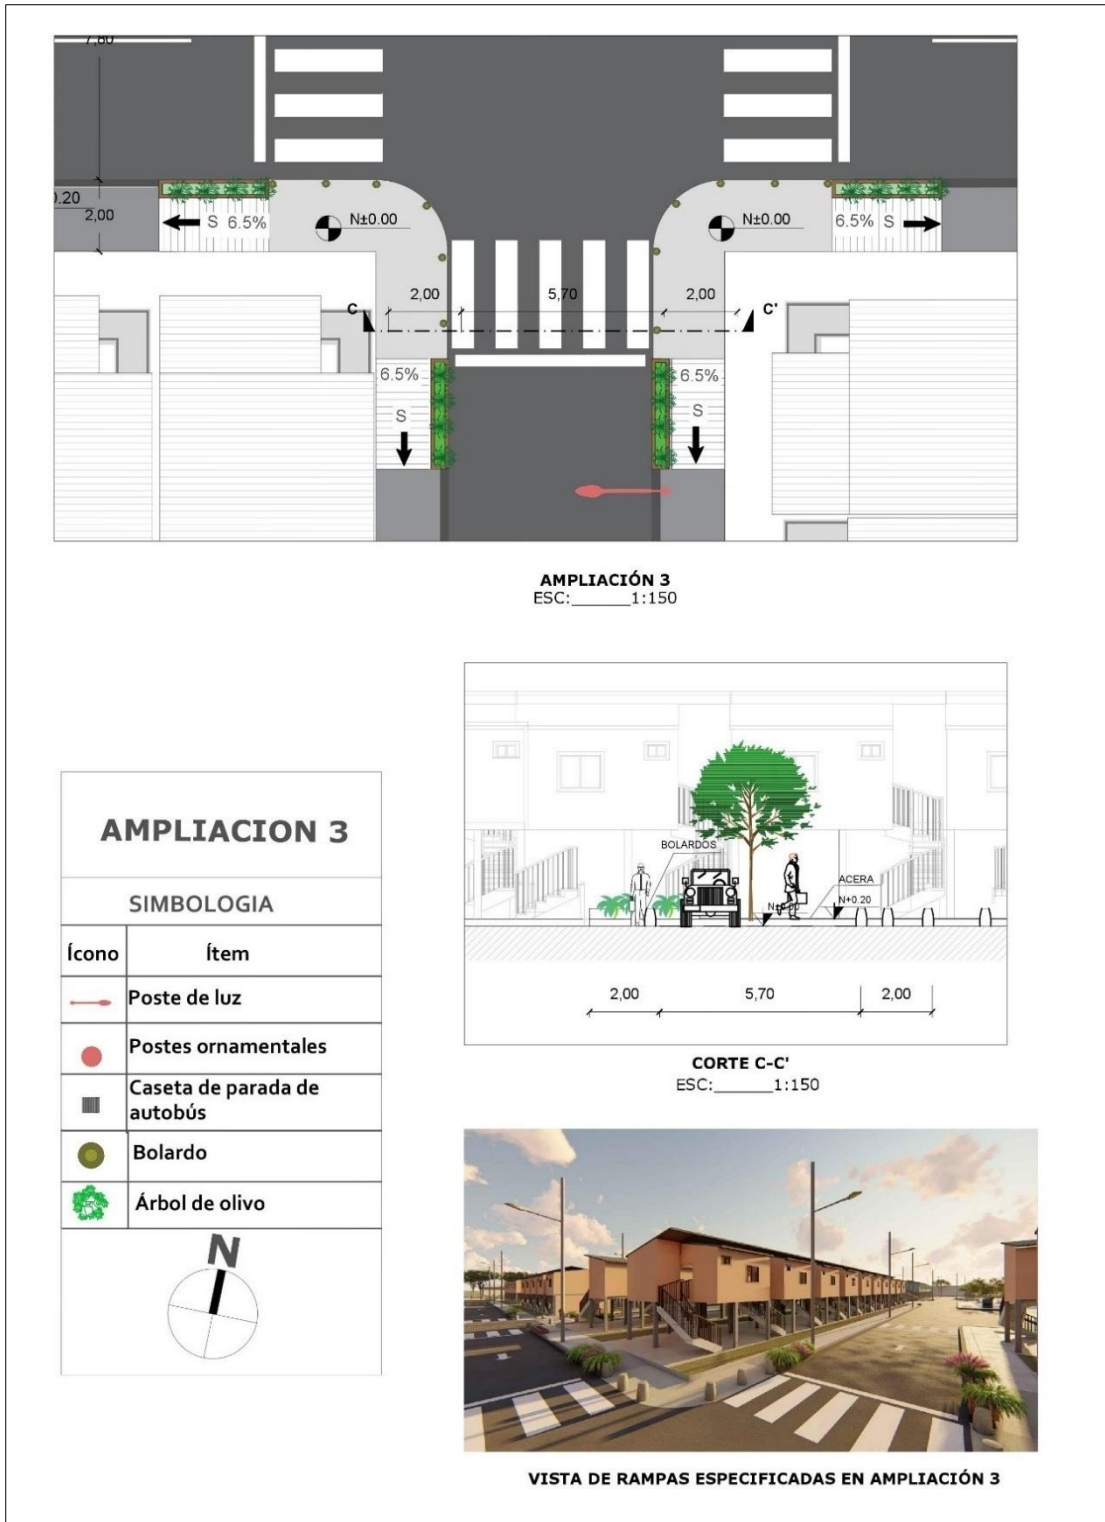 7,80
0.20
2,00
S 6.5%
N±0.00
N±0.00
6.5% S
2,00
5,70
2,00
C
C'
6.5%
S
6.5%
S
AMPLIACIÓN 3
ESC:______1:150
AMPLIACION 3
SIMBOLOGIA
Ícono Ítem
Poste de luz
Postes ornamentales
Caseta de parada de
autobús
Bolardo
Árbol de olivo
N
BOLARDOS
ACERA
N+0.20
2,00
5,70
2,00
CORTE C-C'
ESC:______1:150
VISTA DE RAMPAS ESPECIFICADAS EN AMPLIACIÓN 3